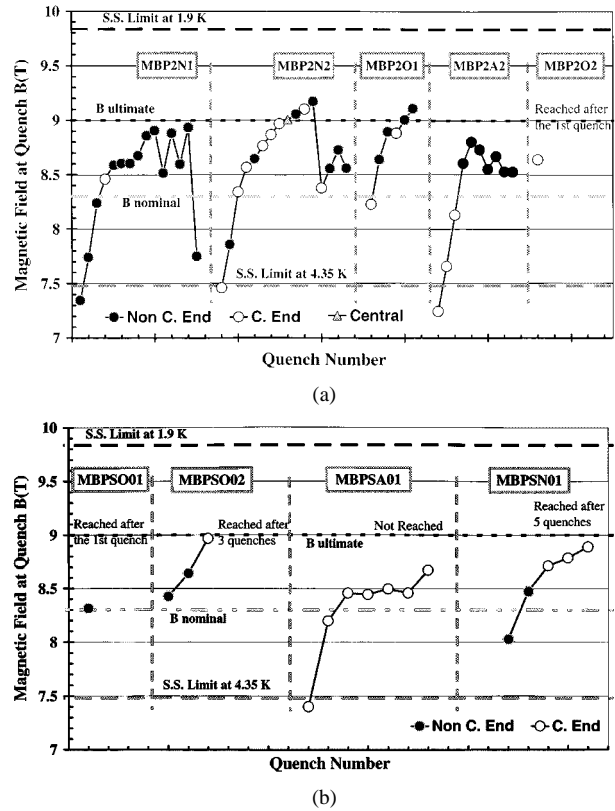 10
S.S. Limit at 1.9 K
9.5
MBP2N1
MBP2N2
MBP2O1
MBP2A2
MBP2O2
B ultimate
9
Reached after
the 1st quench
8.5
B nominal
8
S.S. Limit at 4.35 K
7.5
Non C. End
C. End
Central
7
Magnetic Field at Quench B(T)
Quench Number
(a)
10
S.S. Limit at 1.9 K
9.5
MBPSO01
MBPSO02
MBPSA01
MBPSN01
Reached after
the 1st quench
Reached after
3 quenches
Not Reached
Reached after
5 quenches
9
B ultimate
8.5
B nominal
8
S.S. Limit at 4.35 K
7.5
Non C. End
C. End
7
Magnetic Field at Quench B(T)
Quench Number
(b)